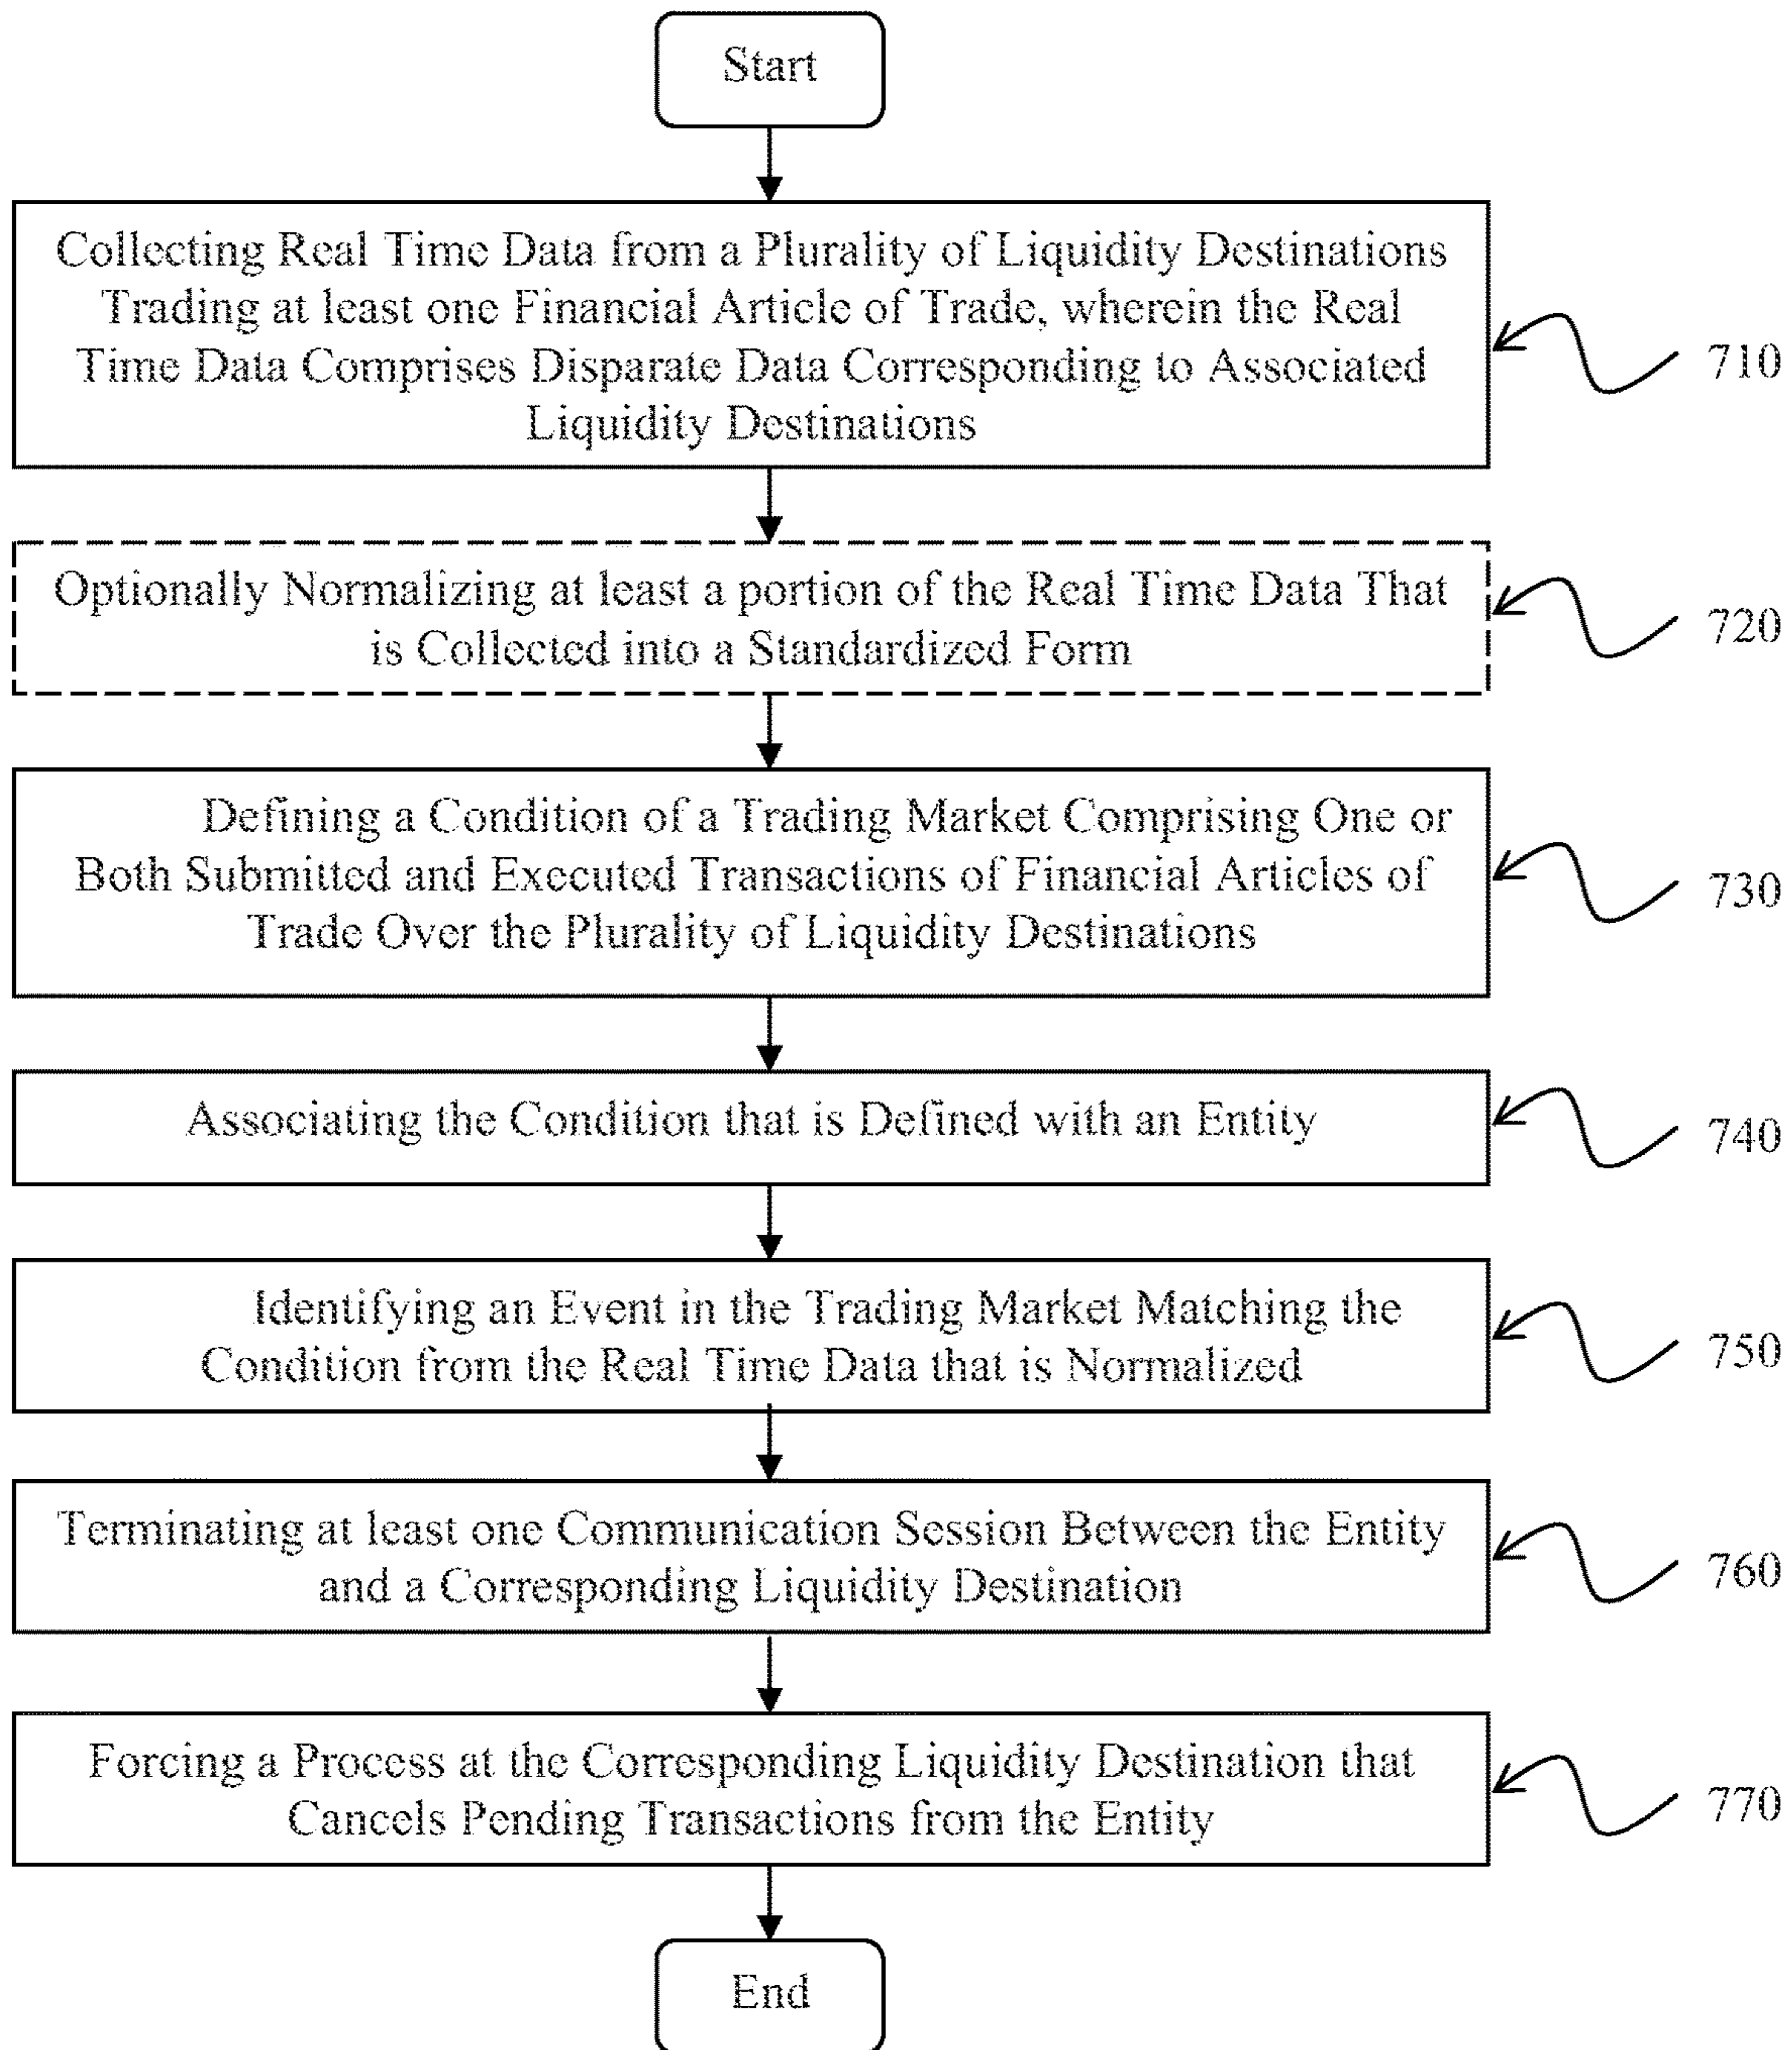 Start
Collecting Real Time Data from a Plurality of Liquidity Destinations
Trading at least one Financial Article of Trade, wherein the Real
Time Data Comprises Disparate Data Corresponding to Associated
Liquidity Destinations
710
Optionally Normalizing at least a portion of the Real Time Data That
is Collected into a Standardized Form
720
Defining a Condition of a Trading Market Comprising One or
Both Submitted and Executed Transactions of Financial Articles of
Trade Over the Plurality of Liquidity Destinations
730
Associating the Condition that is Defined with an Entity
740
Identifying an Event in the Trading Market Matching the
Condition from the Real Time Data that is Normalized
750
Terminating at least one Communication Session Between the Entity
and a Corresponding Liquidity Destination
760
Forcing a Process at the Corresponding Liquidity Destination that
Cancels Pending Transactions from the Entity
770
End